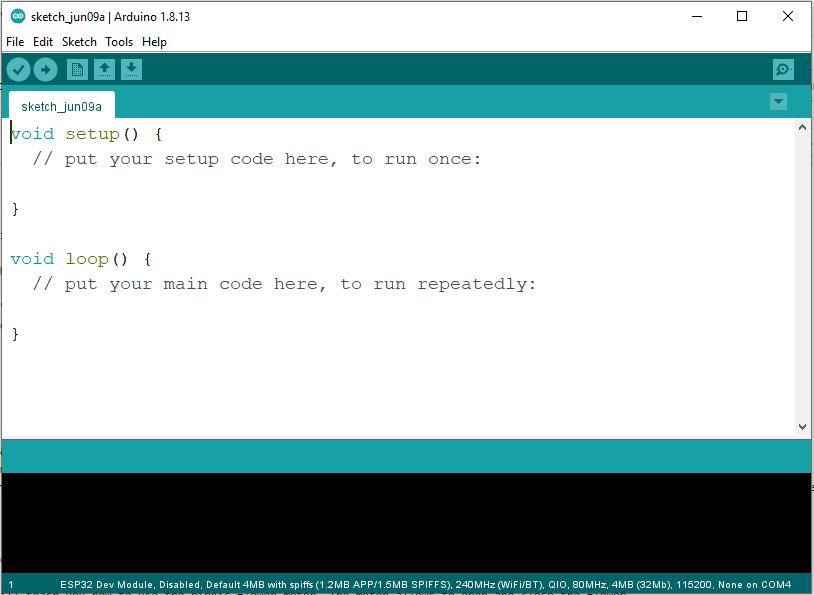 sketch_jun09a | Arduino 1.8.13
File Edit Sketch Tools Help
sketch_jun09a
void setup() {
  // put your setup code here, to run once:
}
void loop() {
  // put your main code here, to run repeatedly:
}
1 ESP32 Dev Module, Disabled, Default 4MB with spiffs (1.2MB APP/1.5MB SPIFFS), 240MHz (WiFi/BT), QIO, 80MHz, 4MB (32Mb), 115200, None on COM4